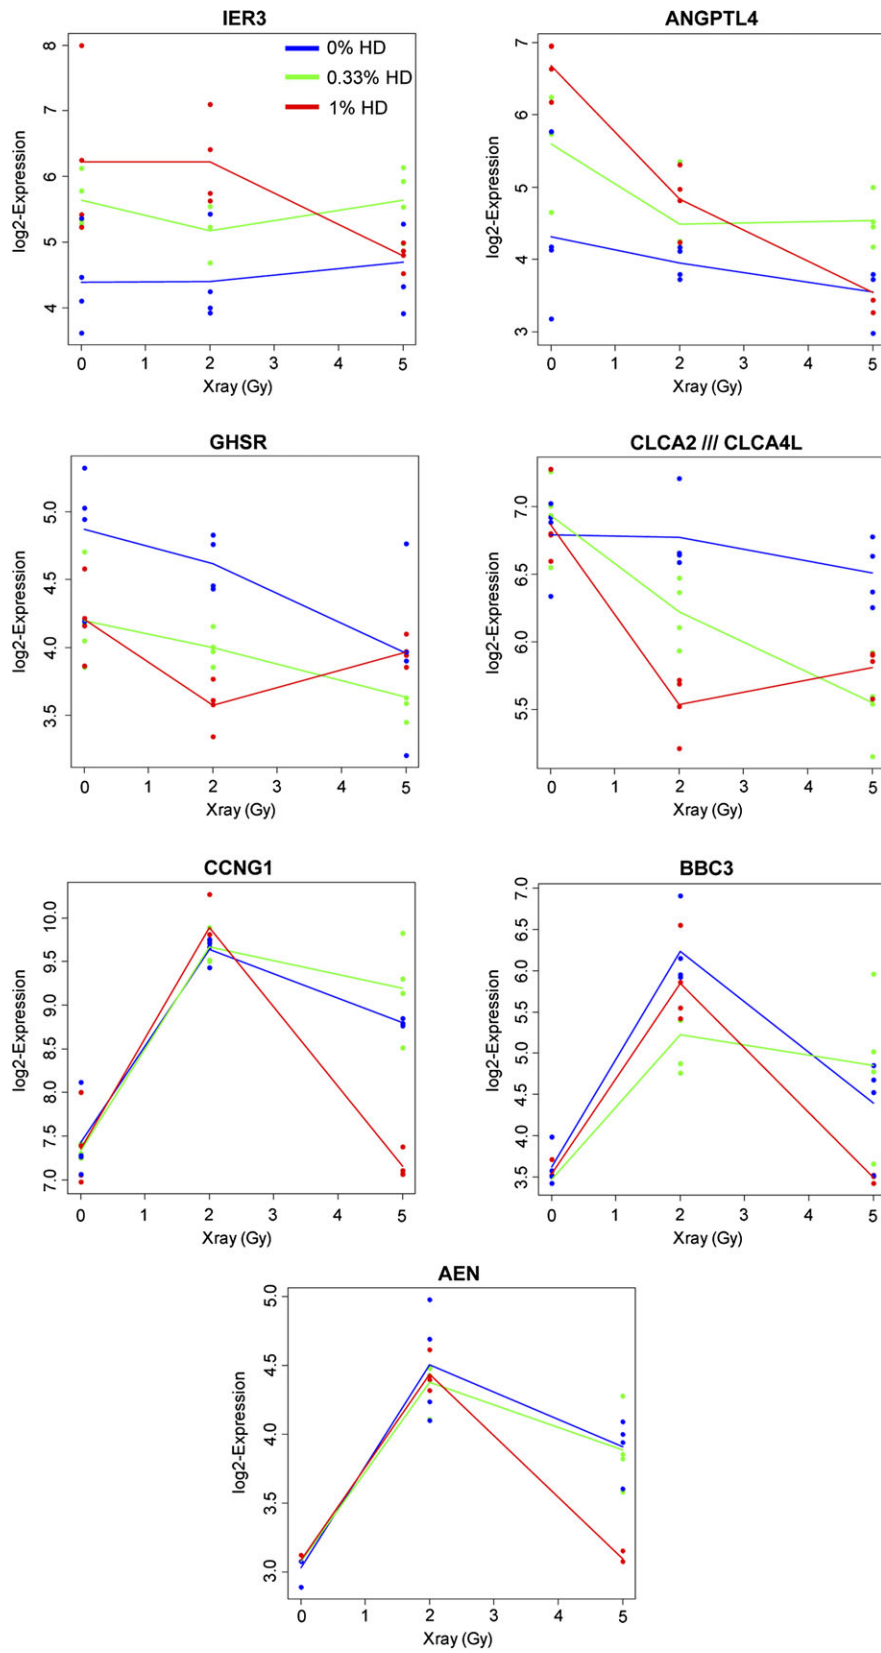 IER3
8
7
6
5
4
log2-Expression
0% HD
0.33% HD
1% HD
0 1 2 3 4 5
Xray (Gy)
ANGPTL4
7
6
5
4
3
log2-Expression
0 1 2 3 4 5
Xray (Gy)
GHSR
5.0
4.5
4.0
3.5
log2-Expression
0 1 2 3 4 5
Xray (Gy)
CLCA2 /// CLCA4L
7.0
6.5
6.0
5.5
log2-Expression
0 1 2 3 4 5
Xray (Gy)
CCNG1
10.0
9.5
9.0
8.5
8.0
7.5
7.0
log2-Expression
0 1 2 3 4 5
Xray (Gy)
BBC3
7.0
6.5
6.0
5.5
5.0
4.5
4.0
3.5
log2-Expression
0 1 2 3 4 5
Xray (Gy)
AEN
5.0
4.5
4.0
3.5
3.0
log2-Expression
0 1 2 3 4 5
Xray (Gy)